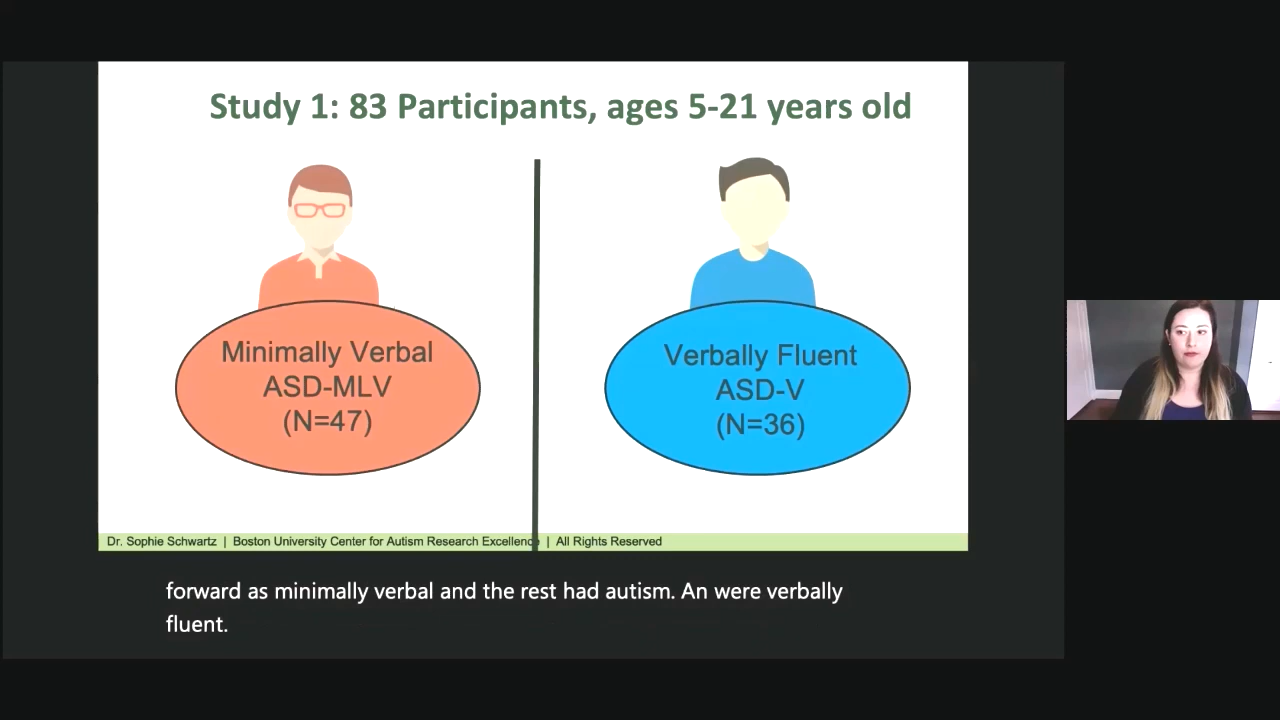 Study 1: 83 Participants, ages 5-21 years old
Minimally Verbal
ASD-MLV
(N=47)
Verbally Fluent
ASD-V
(N=36)
Dr. Sophie Schwartz | Boston University Center for Autism Research Excellence | All Rights Reserved
forward as minimally verbal and the rest had autism. An were verbally
fluent.